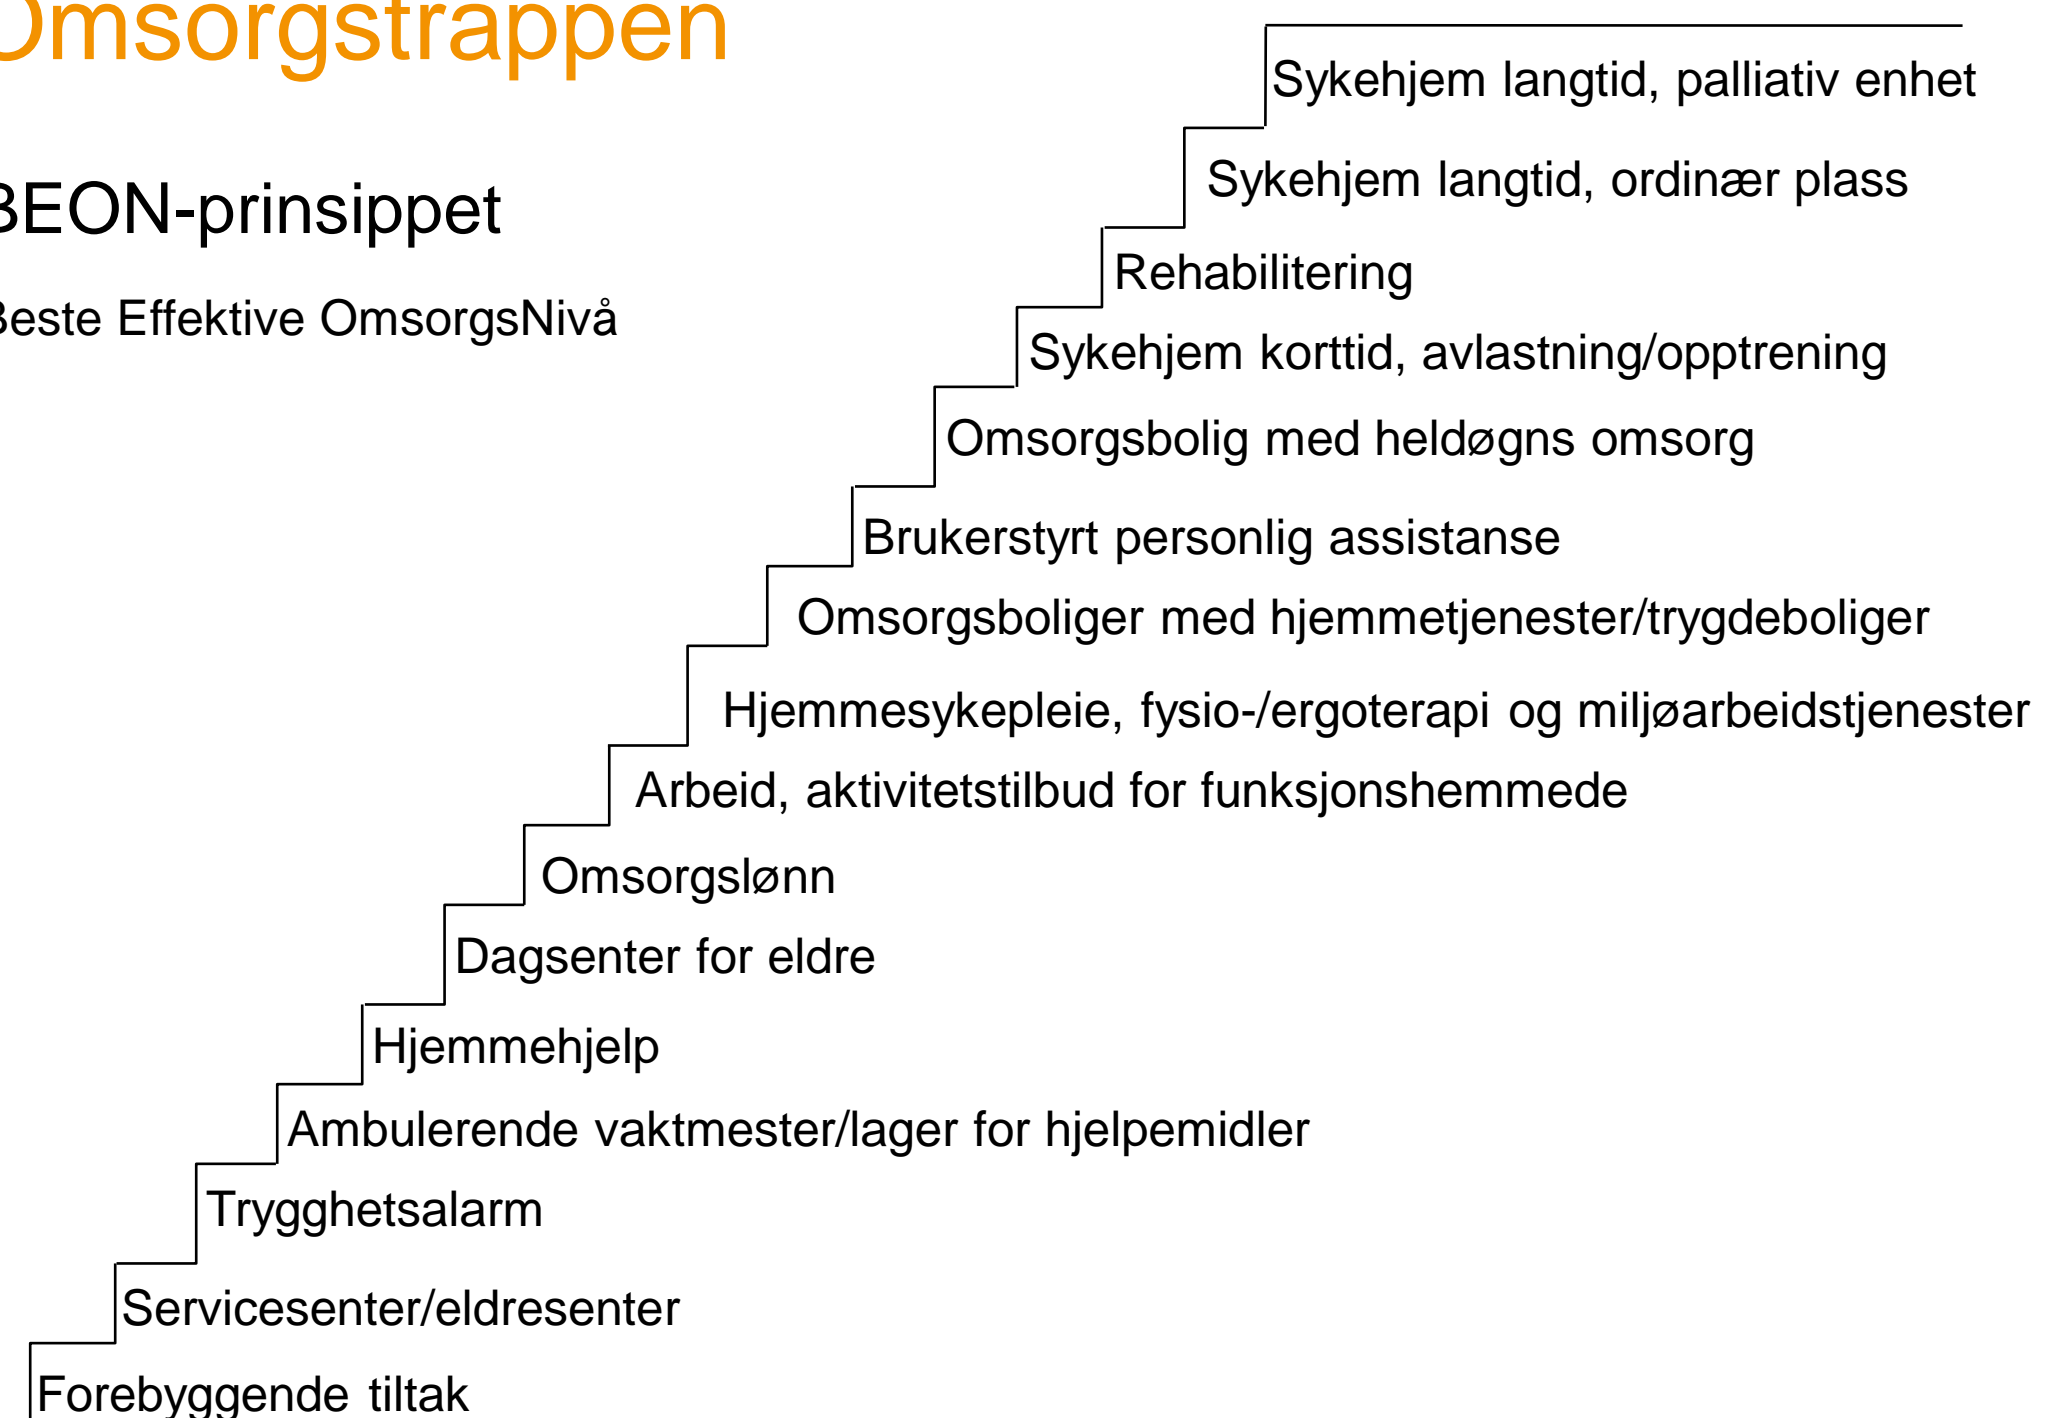 Omsorgstrappen
BEON-prinsippet
Beste Effektive OmsorgsNivå
Sykehjem langtid, palliativ enhet
Sykehjem langtid, ordinær plass
Rehabilitering
Sykehjem korttid, avlastning/opptrening
Omsorgsbolig med heldøgns omsorg
Brukerstyrt personlig assistanse
Omsorgsboliger med hjemmetjenester/trygdeboliger
Hjemmesykepleie, fysio-/ergoterapi og miljøarbeidstjenester
Arbeid, aktivitetstilbud for funksjonshemmede
Omsorgslønn
Dagsenter for eldre
Hjemmehjelp
Ambulerende vaktmester/lager for hjelpemidler
Trygghetsalarm
Servicesenter/eldresenter
Forebyggende tiltak